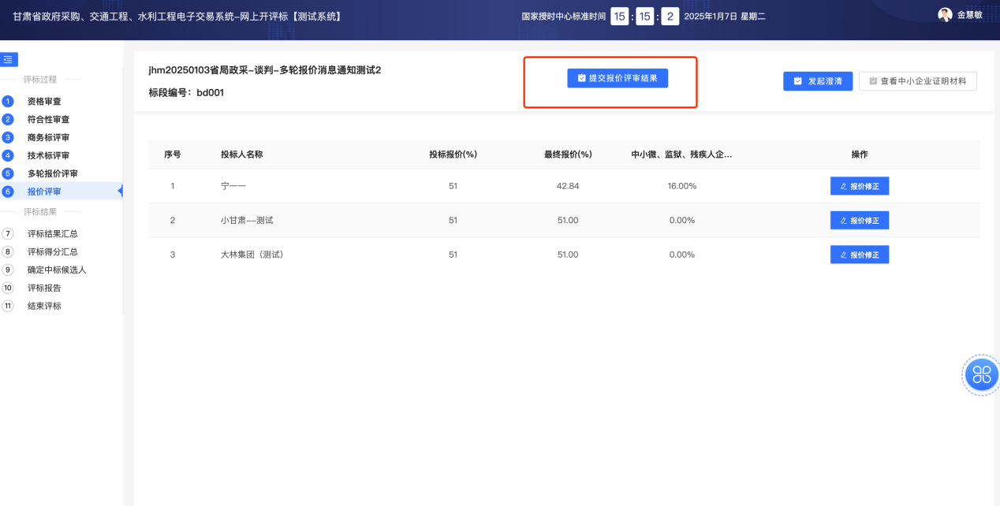 甘肃省政府采购、交通工程、水利工程电子交易系统-网上开评标【测试系统】
国家授时中心标准时间 15 : 15 : 2 2025年1月7日 星期二
金慧敏
评标过程
1 资格审查
2 符合性审查
3 商务标评审
4 技术标评审
5 多轮报价评审
6 报价评审
评标结果
7 评标结果汇总
8 评标得分汇总
9 确定中标候选人
10 评标报告
11 结束评标
jhm20250103省局政采-谈判-多轮报价消息通知测试2
标段编号：bd001
提交报价评审结果
发起澄清
查看中小企业证明材料
序号 投标人名称 投标报价(%) 最终报价(%) 中小微、监狱、残疾人企... 操作
1 宁一一 51 42.84 16.00% 报价修正
2 小甘肃--测试 51 51.00 0.00% 报价修正
3 大林集团（测试） 51 51.00 0.00% 报价修正